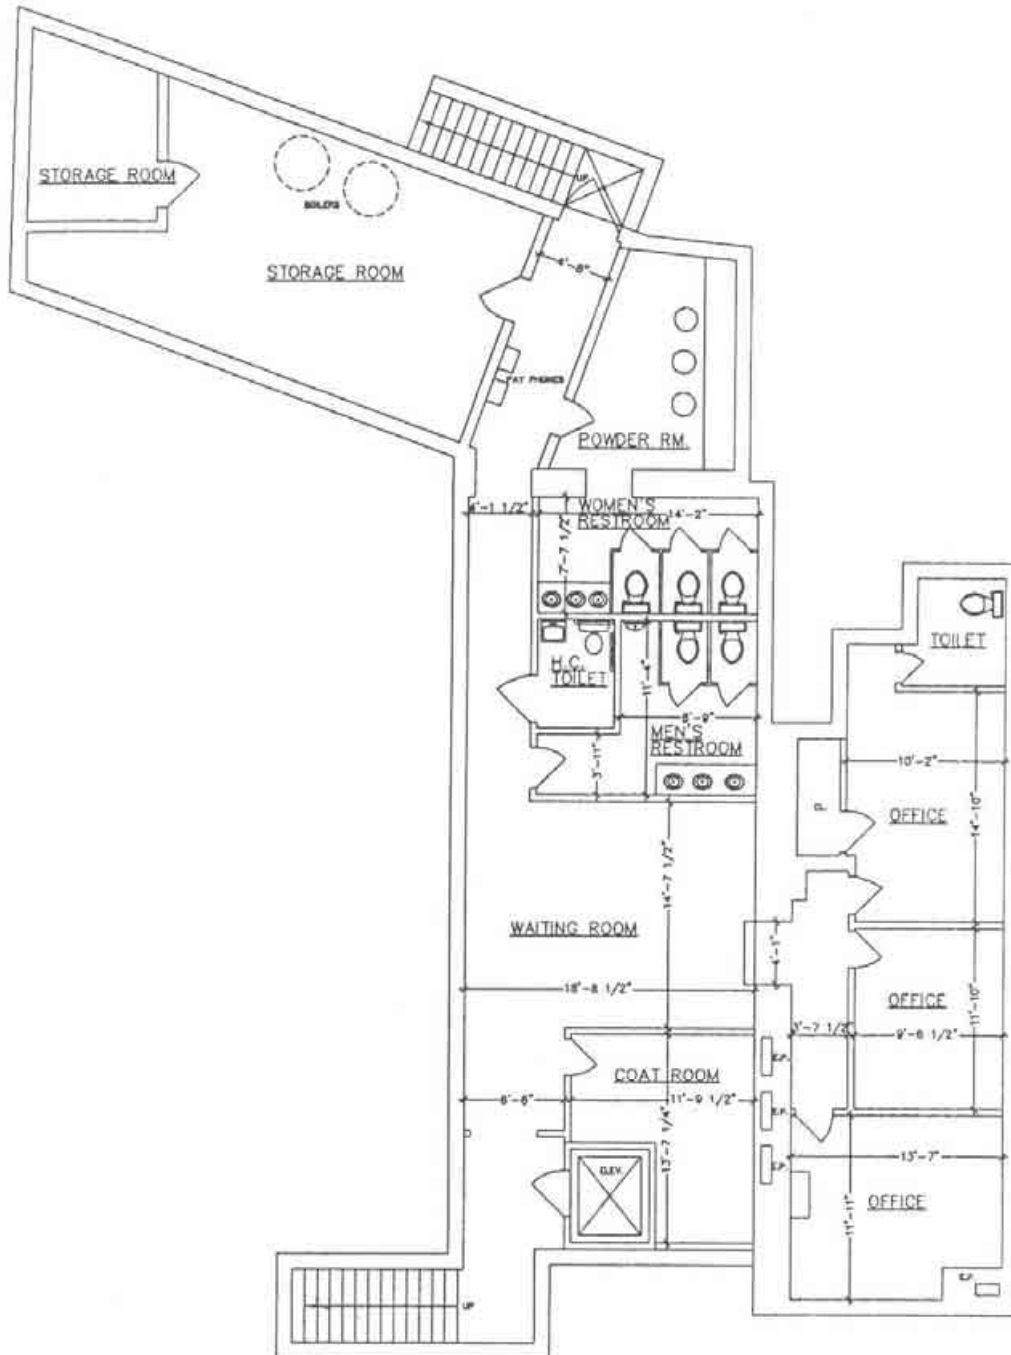 STORAGE ROOM
BOILERS
STORAGE ROOM
UP
4'-8"
PAY PHONES
POWDER RM.
4'-1 1/2"
WOMEN'S
RESTROOM
14'-2"
7'-7 1/2"
H.C.
TOILET
11'-4"
8'-9"
MEN'S
RESTROOM
3'-11"
TOILET
10'-2"
P
OFFICE
14'-10"
14'-7 1/2"
WAITING ROOM
4'-1"
18'-8 1/2"
OFFICE
11'-10"
3'-7 1/2"
9'-6 1/2"
E.P.
COAT ROOM
6'-6"
11'-9 1/2"
E.P.
13'-7 1/4"
E.P.
13'-7"
ELEV.
OFFICE
11'-11"
E.P.
UP